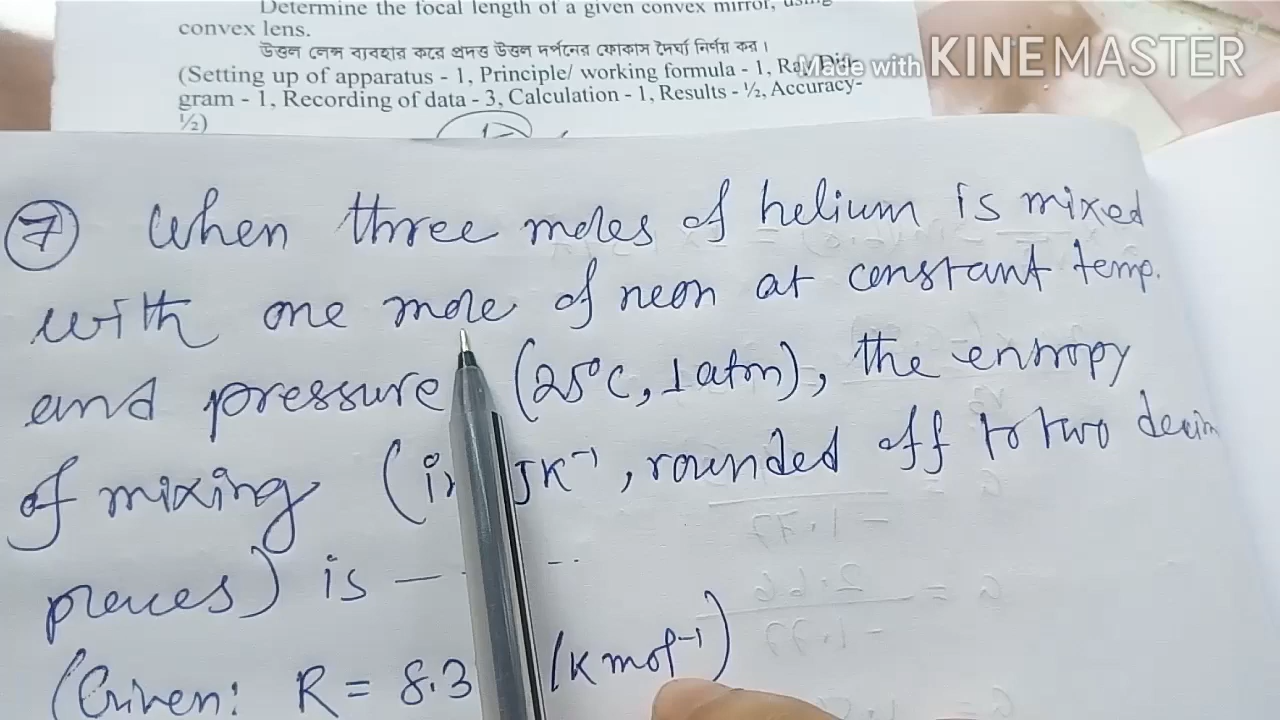 Determine the focal length of a given convex mirror, using
convex lens.
উত্তল লেন্স ব্যবহার করে প্রদত্ত উত্তল দর্পনের ফোকাস দৈর্ঘ্য নির্ণয় কর।
(Setting up of apparatus - 1, Principle/ working formula - 1, Ray Dia-
Made with KINEMASTER
gram - 1, Recording of data - 3, Calculation - 1, Results - ½, Accuracy-
½)
⑦ When three moles of helium is mixed
with one mole of neon at constant temp.
and pressure (25°C, 1 atm), the entropy
of mixing (in JK⁻¹, rounded off to two decim
places) is —
(Given: R = 8.3 /K mol⁻¹)